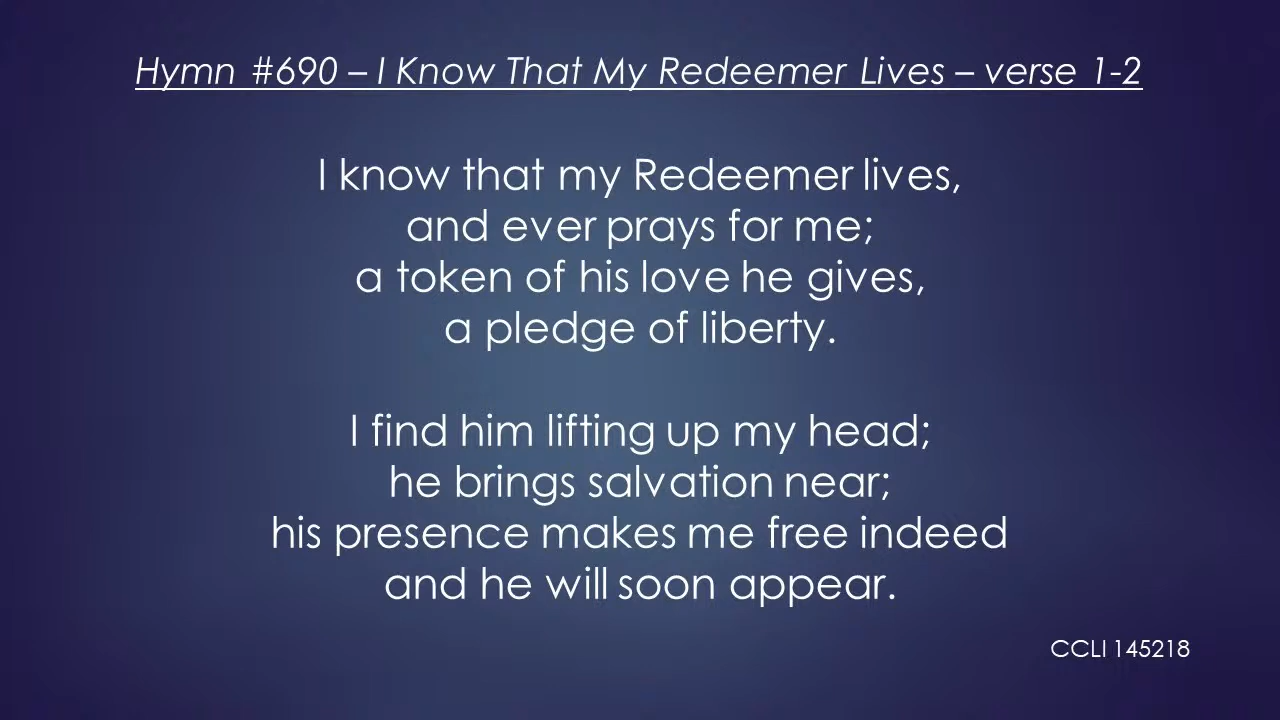 Hymn #690 – I Know That My Redeemer Lives – verse 1-2
I know that my Redeemer lives,
and ever prays for me;
a token of his love he gives,
a pledge of liberty.
I find him lifting up my head;
he brings salvation near;
his presence makes me free indeed
and he will soon appear.
CCLI 145218